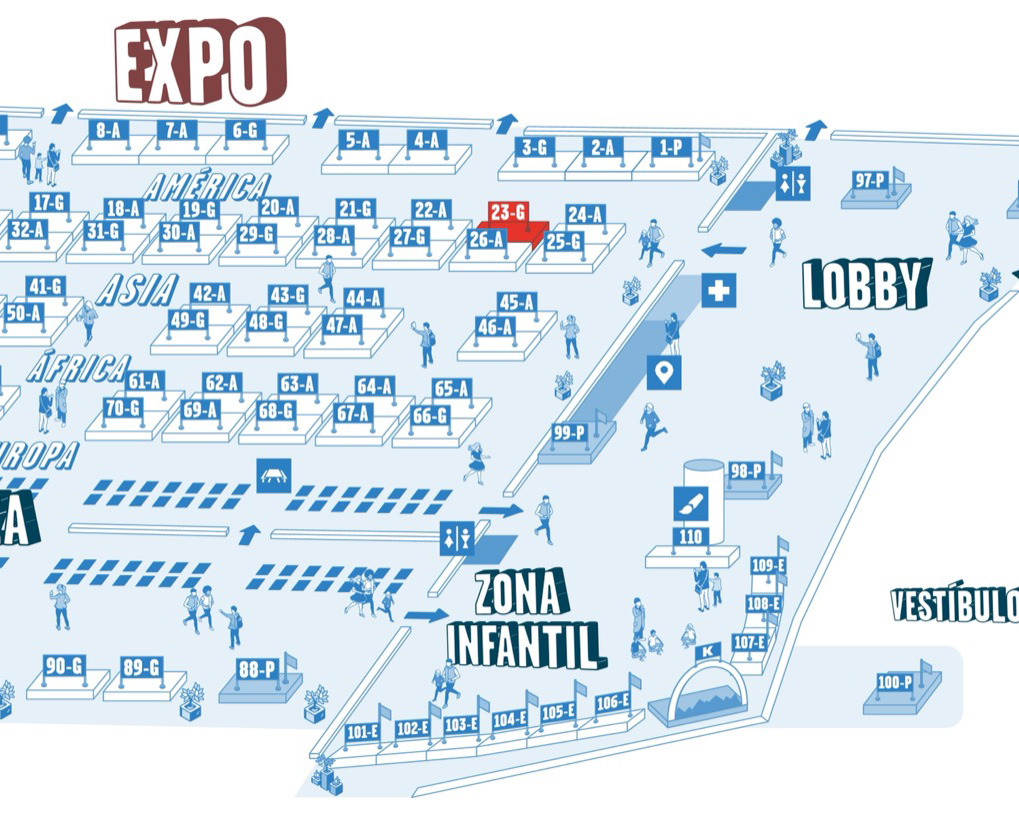 EXPO
8-A 7-A 6-G 5-A 4-A 3-G 2-A 1-P
97-P
AMÉRICA
17-G 18-A 19-G 20-A 21-G 22-A 23-G 24-A
32-A 31-G 30-A 29-G 28-A 27-G 26-A 25-G
LOBBY
ASIA
41-G 42-A 43-G 44-A 45-A
50-A 49-G 48-G 47-A 46-A
ÁFRICA
61-A 62-A 63-A 64-A 65-A
70-G 69-A 68-G 67-A 66-G
99-P
98-P
110
109-E
108-E
107-E
ZONA
INFANTIL
K
VESTÍBULO
90-G 89-G 88-P
100-P
101-E 102-E 103-E 104-E 105-E 106-E